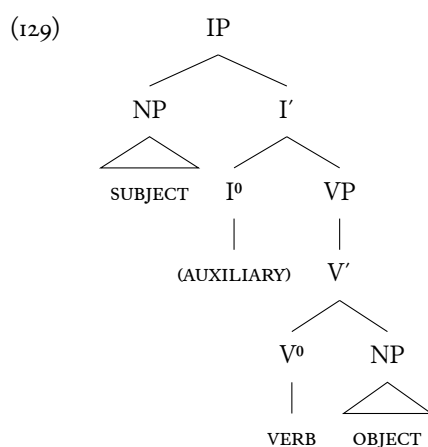 (129) IP
NP I′
SUBJECT I⁰ VP
(AUXILIARY) V′
V⁰ NP
VERB OBJECT